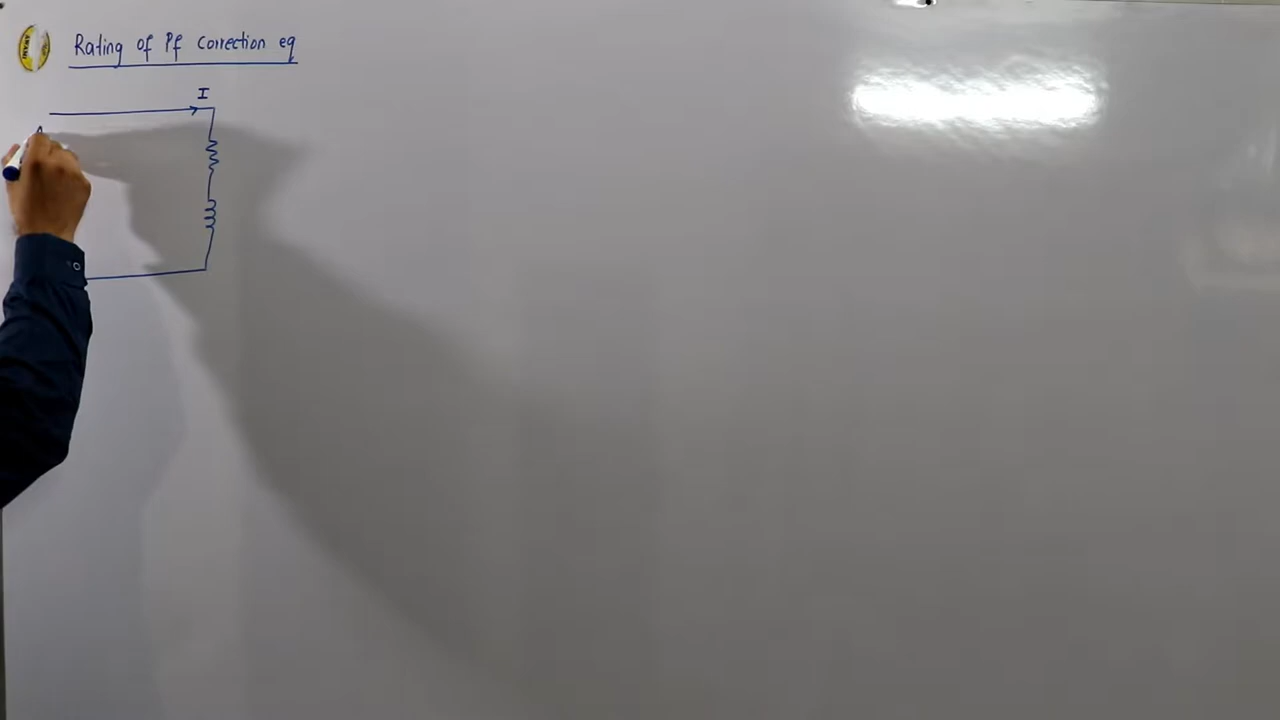 Rating of Pf correction eq
I